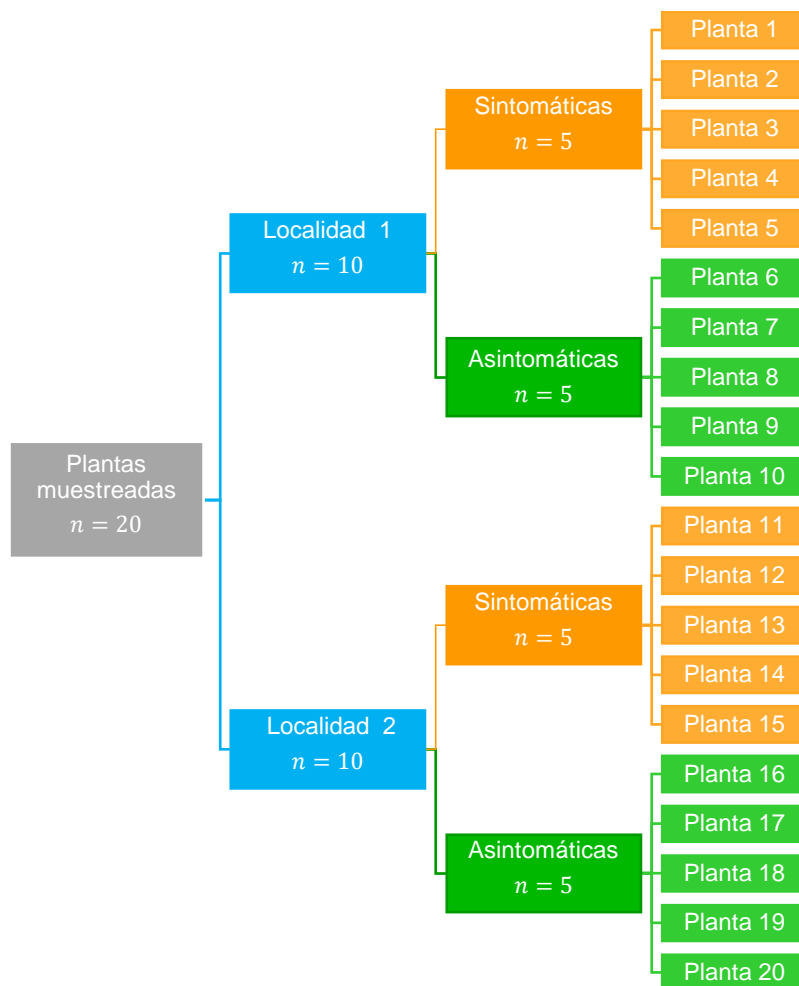 Plantas
muestreadas
n = 20
Localidad 1
n = 10
Sintomáticas
n = 5
Planta 1
Planta 2
Planta 3
Planta 4
Planta 5
Asintomáticas
n = 5
Planta 6
Planta 7
Planta 8
Planta 9
Planta 10
Localidad 2
n = 10
Sintomáticas
n = 5
Planta 11
Planta 12
Planta 13
Planta 14
Planta 15
Asintomáticas
n = 5
Planta 16
Planta 17
Planta 18
Planta 19
Planta 20